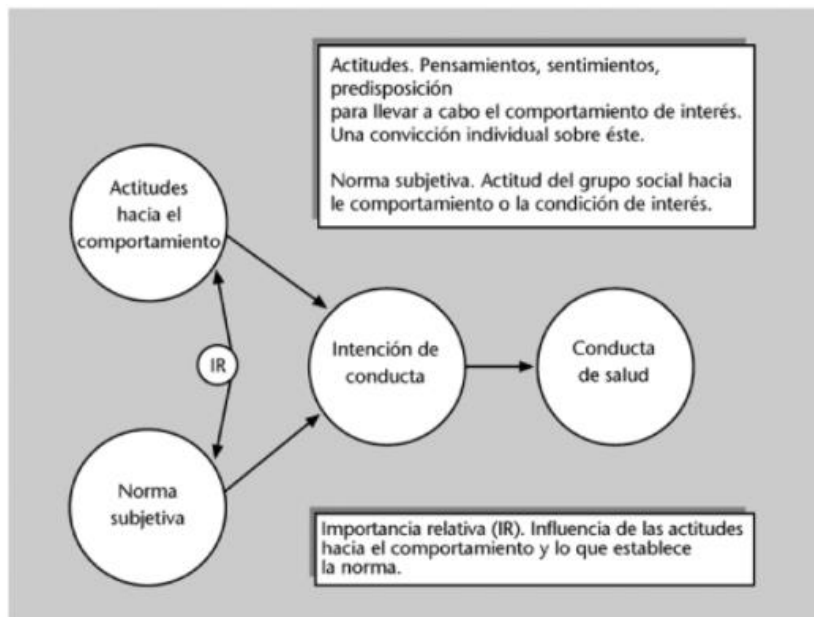 Actitudes. Pensamientos, sentimientos,
predisposición
para llevar a cabo el comportamiento de interés.
Una convicción individual sobre éste.
Norma subjetiva. Actitud del grupo social hacia
le comportamiento o la condición de interés.
Actitudes
hacia el
comportamiento
IR
Intención de
conducta
Conducta
de salud
Norma
subjetiva
Importancia relativa (IR). Influencia de las actitudes
hacia el comportamiento y lo que establece
la norma.